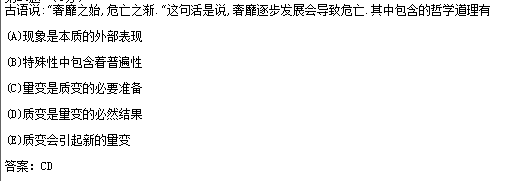 古语说:"奢靡之始,危亡之渐."这句话是说,奢靡逐步发展会导致危亡.其中包含的哲学道理有
(A)现象是本质的外部表现
(B)特殊性中包含着普遍性
(C)量变是质变的必要准备
(D)质变是量变的必然结果
(E)质变会引起新的量变
答案: CD